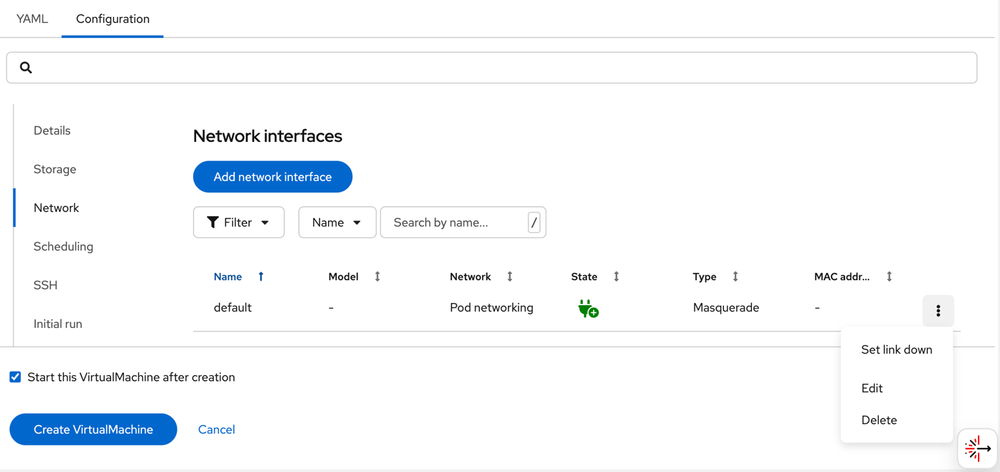 YAML Configuration
Details
Storage
Network
Scheduling
SSH
Initial run
Network interfaces
Add network interface
Filter Name Search by name... /
Name Model Network State Type MAC addr...
default - Pod networking Masquerade -
Set link down
Edit
Delete
Start this VirtualMachine after creation
Create VirtualMachine Cancel